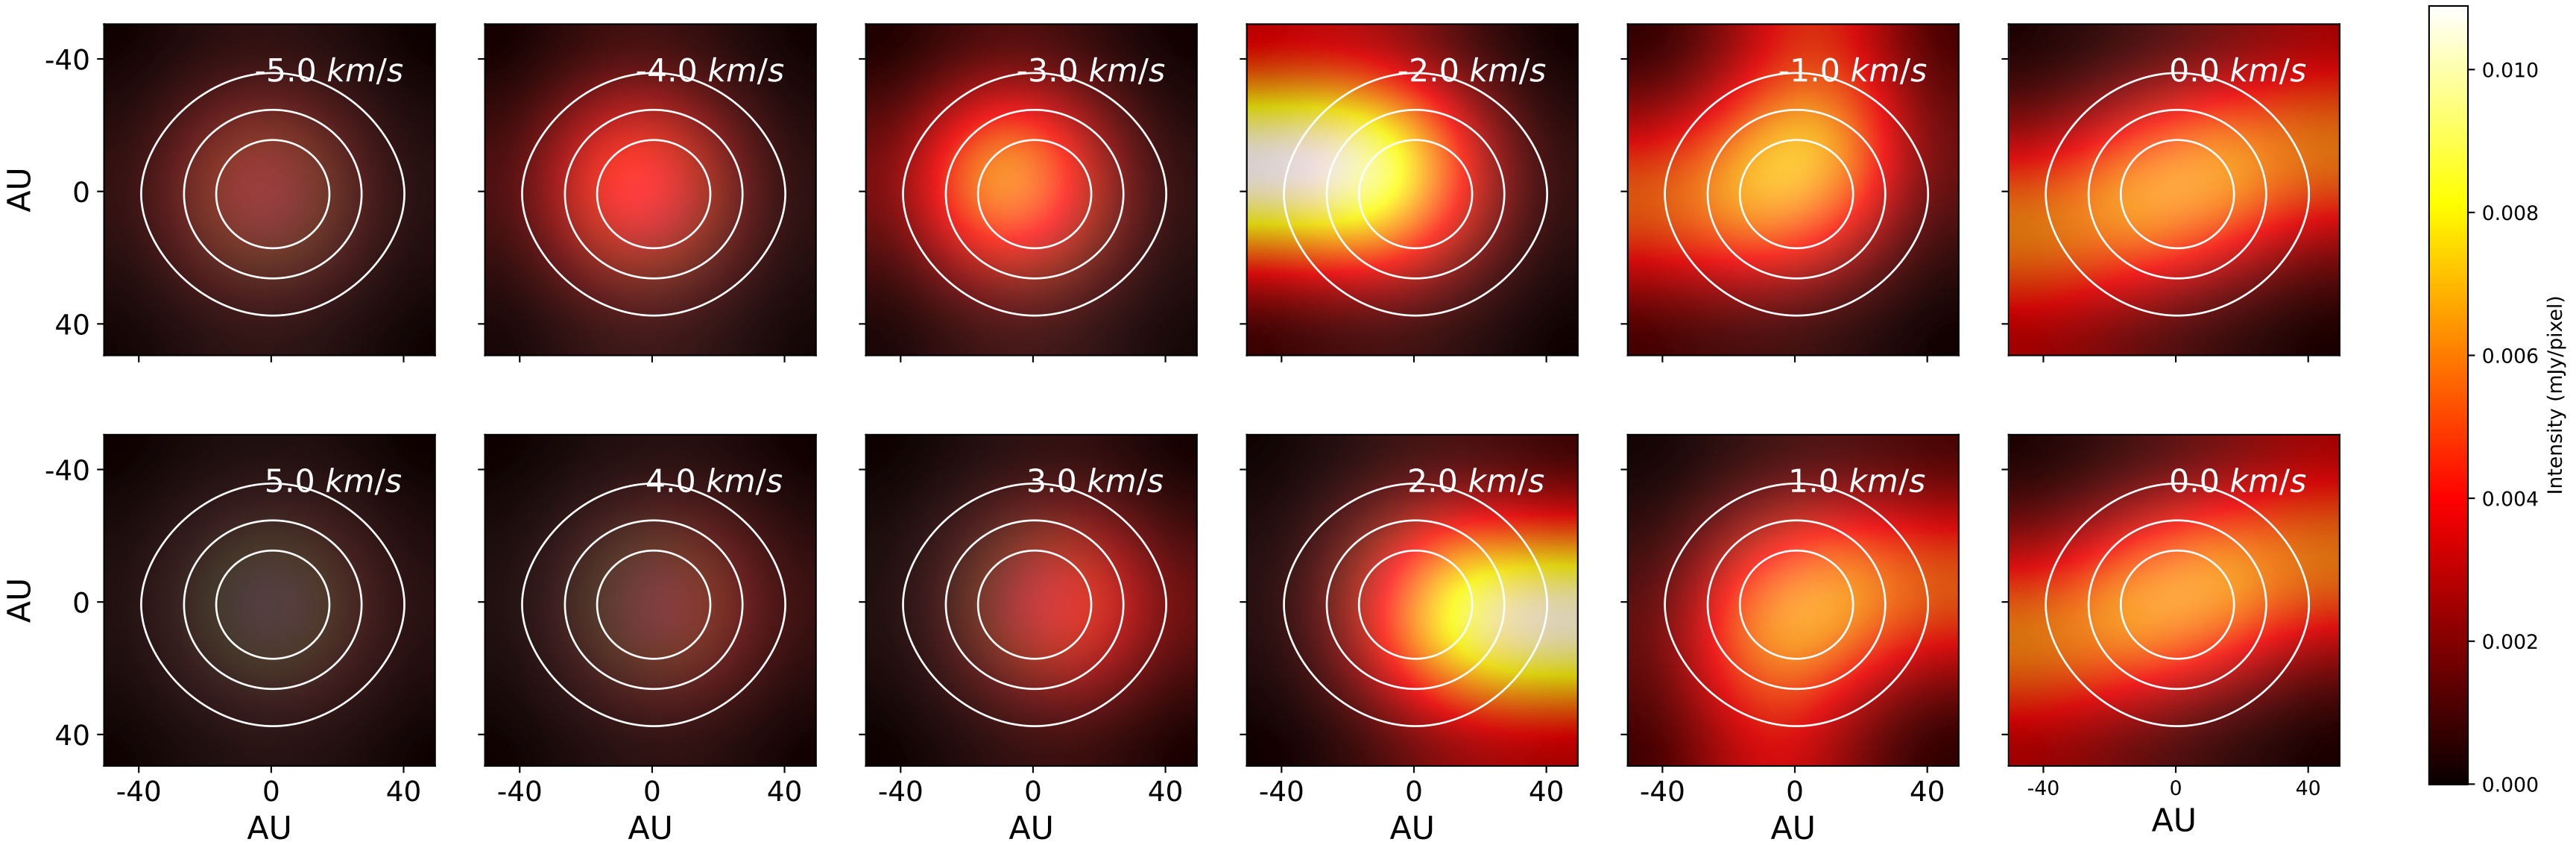 -5.0 km/s
-4.0 km/s
-3.0 km/s
-2.0 km/s
-1.0 km/s
0.0 km/s
-40
0
40
AU
5.0 km/s
4.0 km/s
3.0 km/s
2.0 km/s
1.0 km/s
0.0 km/s
-40
0
40
AU
-40 0 40
-40 0 40
-40 0 40
-40 0 40
-40 0 40
-40 0 40
AU
AU
AU
AU
AU
AU
0.010
0.008
0.006
0.004
0.002
0.000
Intensity (mJy/pixel)